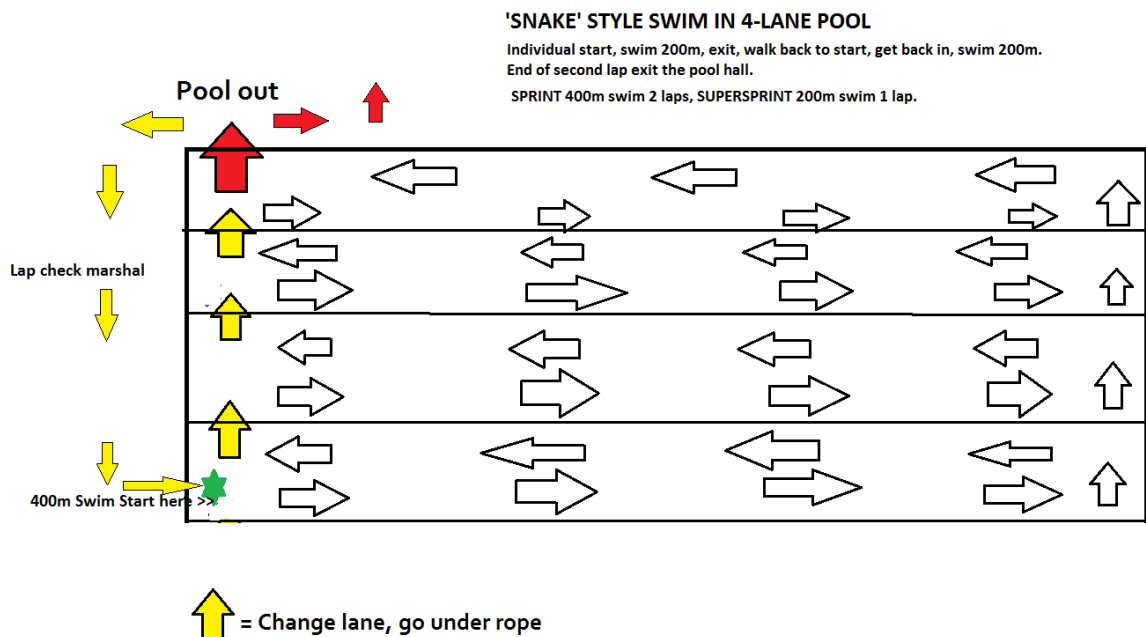 'SNAKE' STYLE SWIM IN 4-LANE POOL
Individual start, swim 200m, exit, walk back to start, get back in, swim 200m.
End of second lap exit the pool hall.
SPRINT 400m swim 2 laps, SUPERSPRINT 200m swim 1 lap.
Pool out
Lap check marshal
400m Swim Start here >>
= Change lane, go under rope